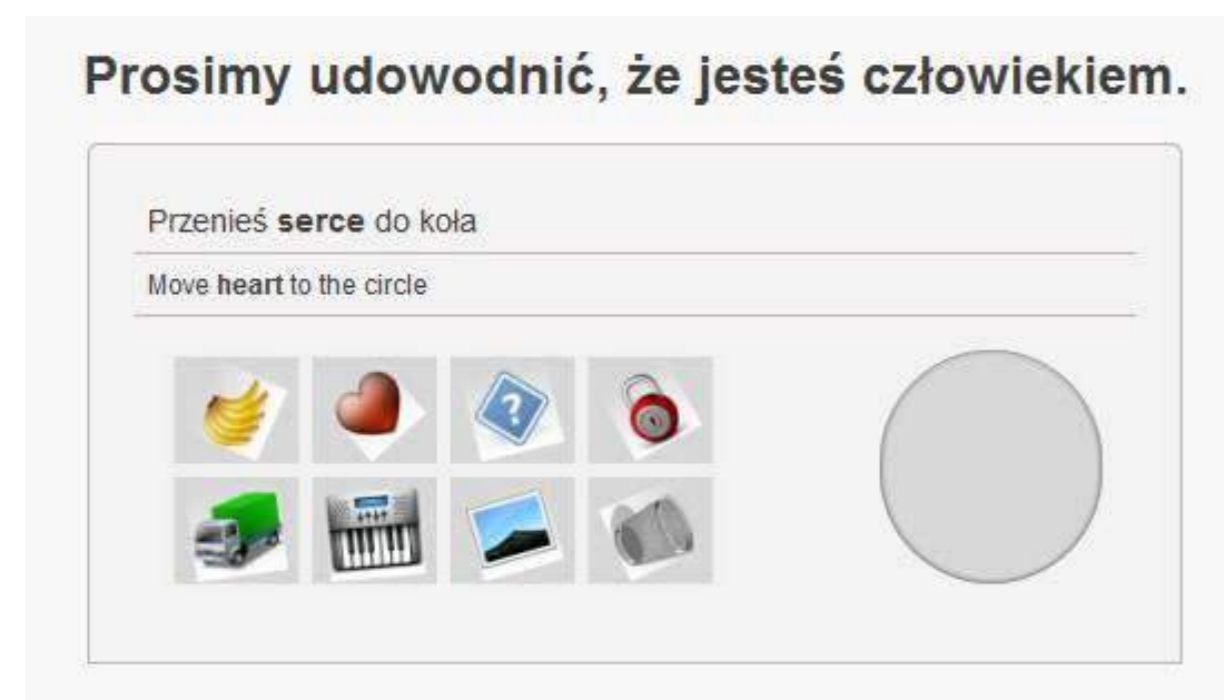 Prosimy udowodnić, że jesteś człowiekiem.
Przenieś serce do koła
Move heart to the circle
?